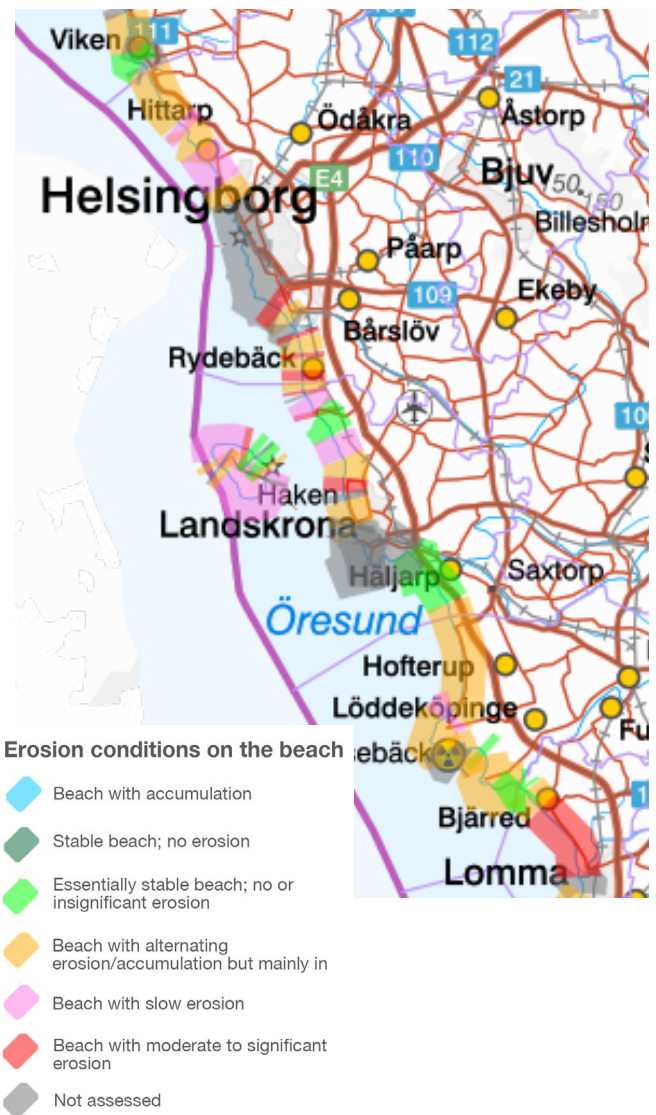 Viken
111
112
21
Hittarp
Ödåkra
Åstorp
110
Bjuv
E4
150
Helsingborg
Påarp
109
Ekeby
Bårslöv
Rydebäck
Haken
Landskrona
Häljarp
Saxtorp
Öresund
Hofterup
Löddeköpinge
Fu
sebäck
Bjärred
Lomma
Erosion conditions on the beach
Beach with accumulation
Stable beach; no erosion
Essentially stable beach; no or
insignificant erosion
Beach with alternating
erosion/accumulation but mainly in
Beach with slow erosion
Beach with moderate to significant
erosion
Not assessed